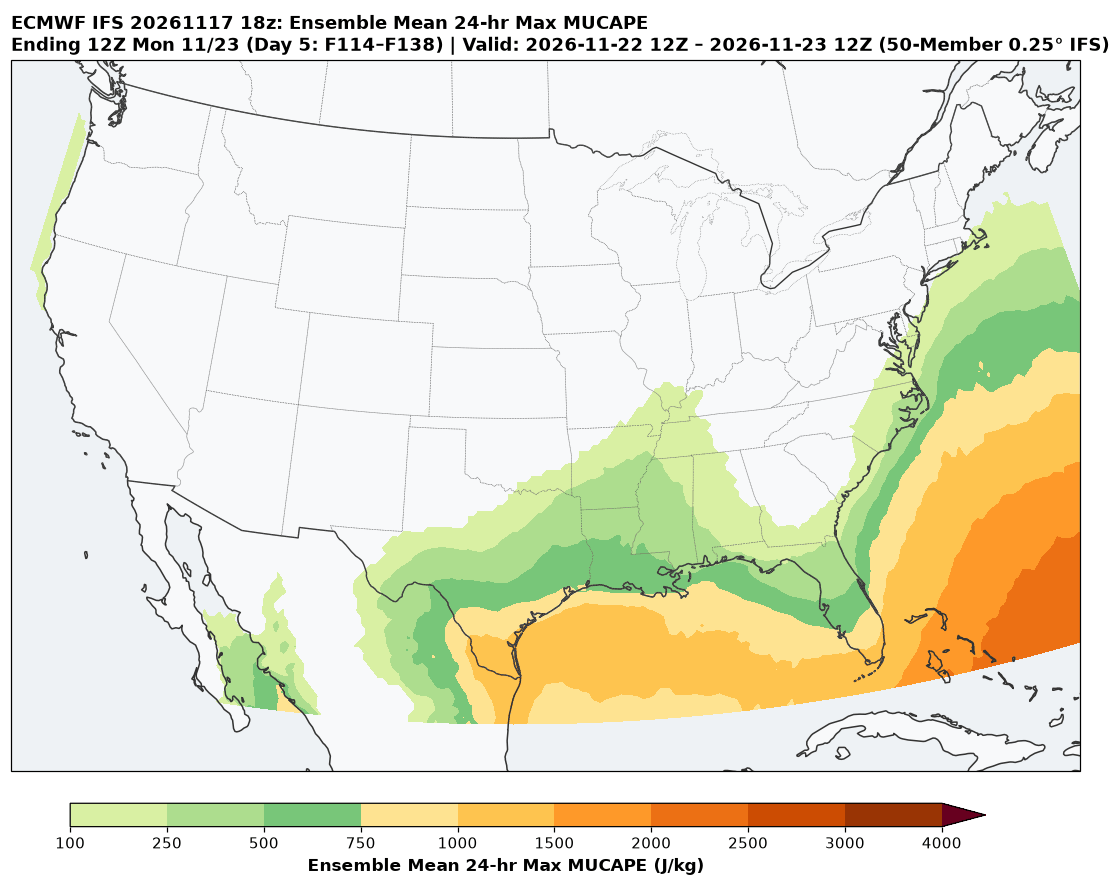 ECMWF IFS 20261117 18z: Ensemble Mean 24-hr Max MUCAPE
Ending 12Z Mon 11/23 (Day 5: F114–F138) | Valid: 2026-11-22 12Z – 2026-11-23 12Z (50-Member 0.25° IFS)
100 250 500 750 1000 1500 2000 2500 3000 4000
Ensemble Mean 24-hr Max MUCAPE (J/kg)